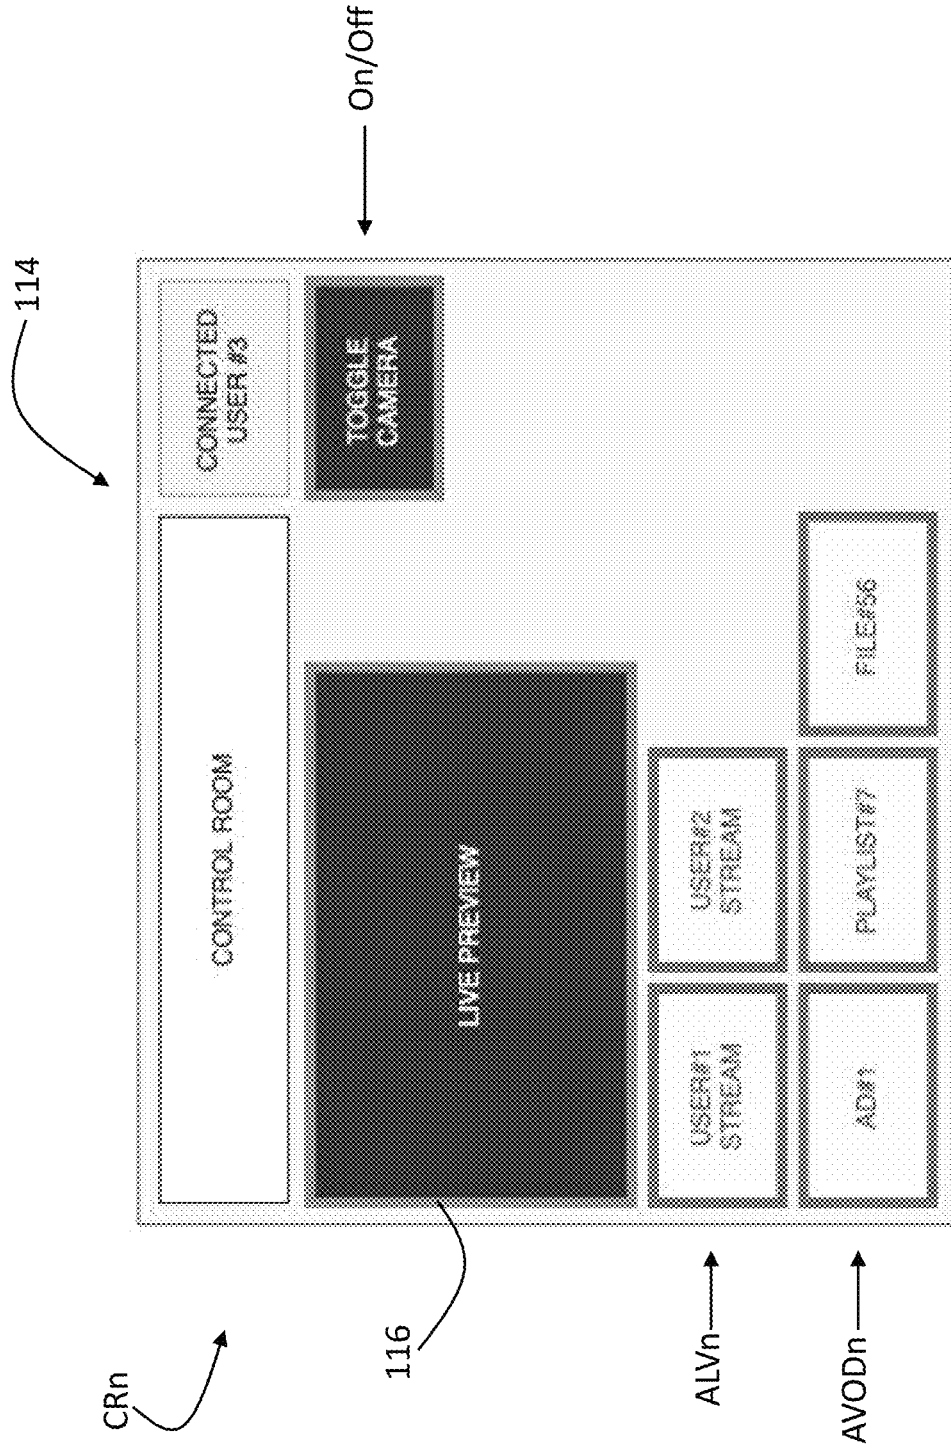 114
CRn
CONTROL ROOM
CONNECTED
USER #3
116
LIVE PREVIEW
TOGGLE
CAMERA
On/Off
ALVn
USER#1
STREAM
USER#2
STREAM
AVODn
AD#1
PLAYLIST#7
FILE#56